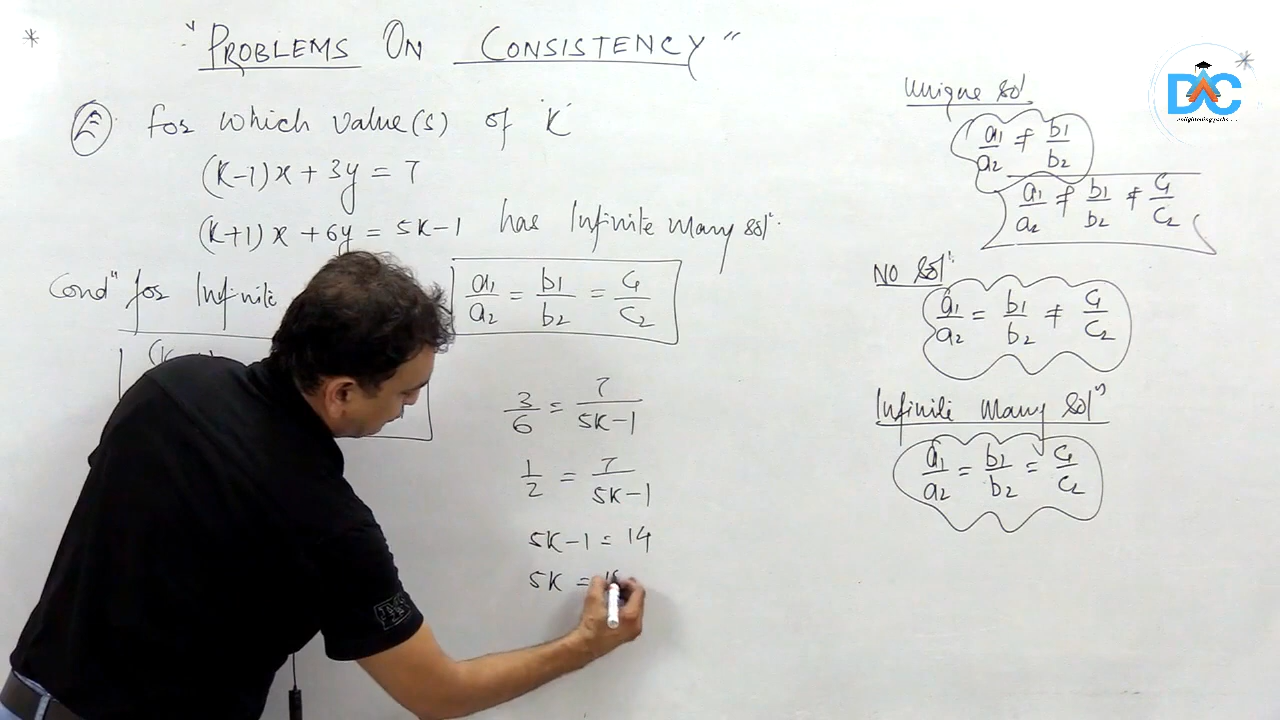 "PROBLEMS ON CONSISTENCY"
E For which value(s) of 'K'
(K-1)x + 3y = 7
(K+1)x + 6y = 5K-1 has Infinite Many sol".
Cond" for Infinite
a1/a2 = b1/b2 = C1/C2
(K
3/6 = 7/5K-1
1/2 = 7/5K-1
5K-1 = 14
5K =
Unique sol
a1/a2 ≠ b1/b2
a1/a2 ≠ b1/b2 ≠ C1/C2
NO Sol"
a1/a2 = b1/b2 ≠ C1/C2
Infinite Many Sol"
a1/a2 = b1/b2 = C1/C2
DAC